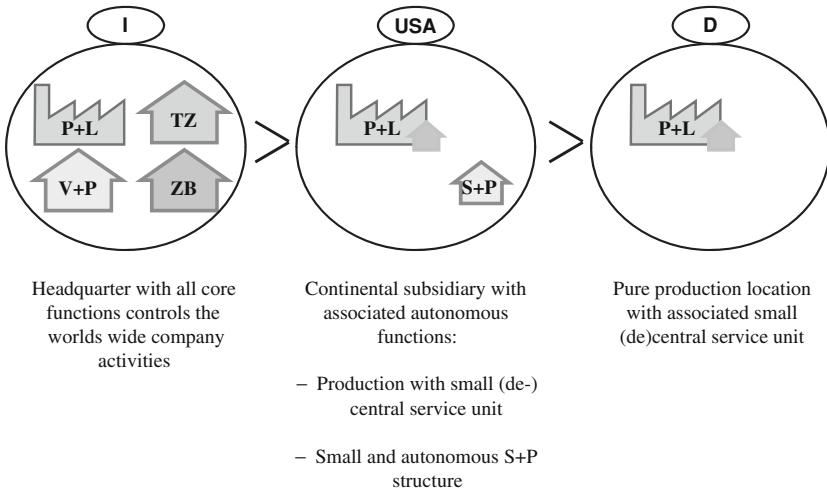 I
USA
D
P+L
TZ
V+P
ZB
>
P+L
S+P
>
P+L
Headquarter with all core
functions controls the
worlds wide company
activities
Continental subsidiary with
associated autonomous
functions:
– Production with small (de-)
central service unit
– Small and autonomous S+P
structure
Pure production location
with associated small
(de)central service unit